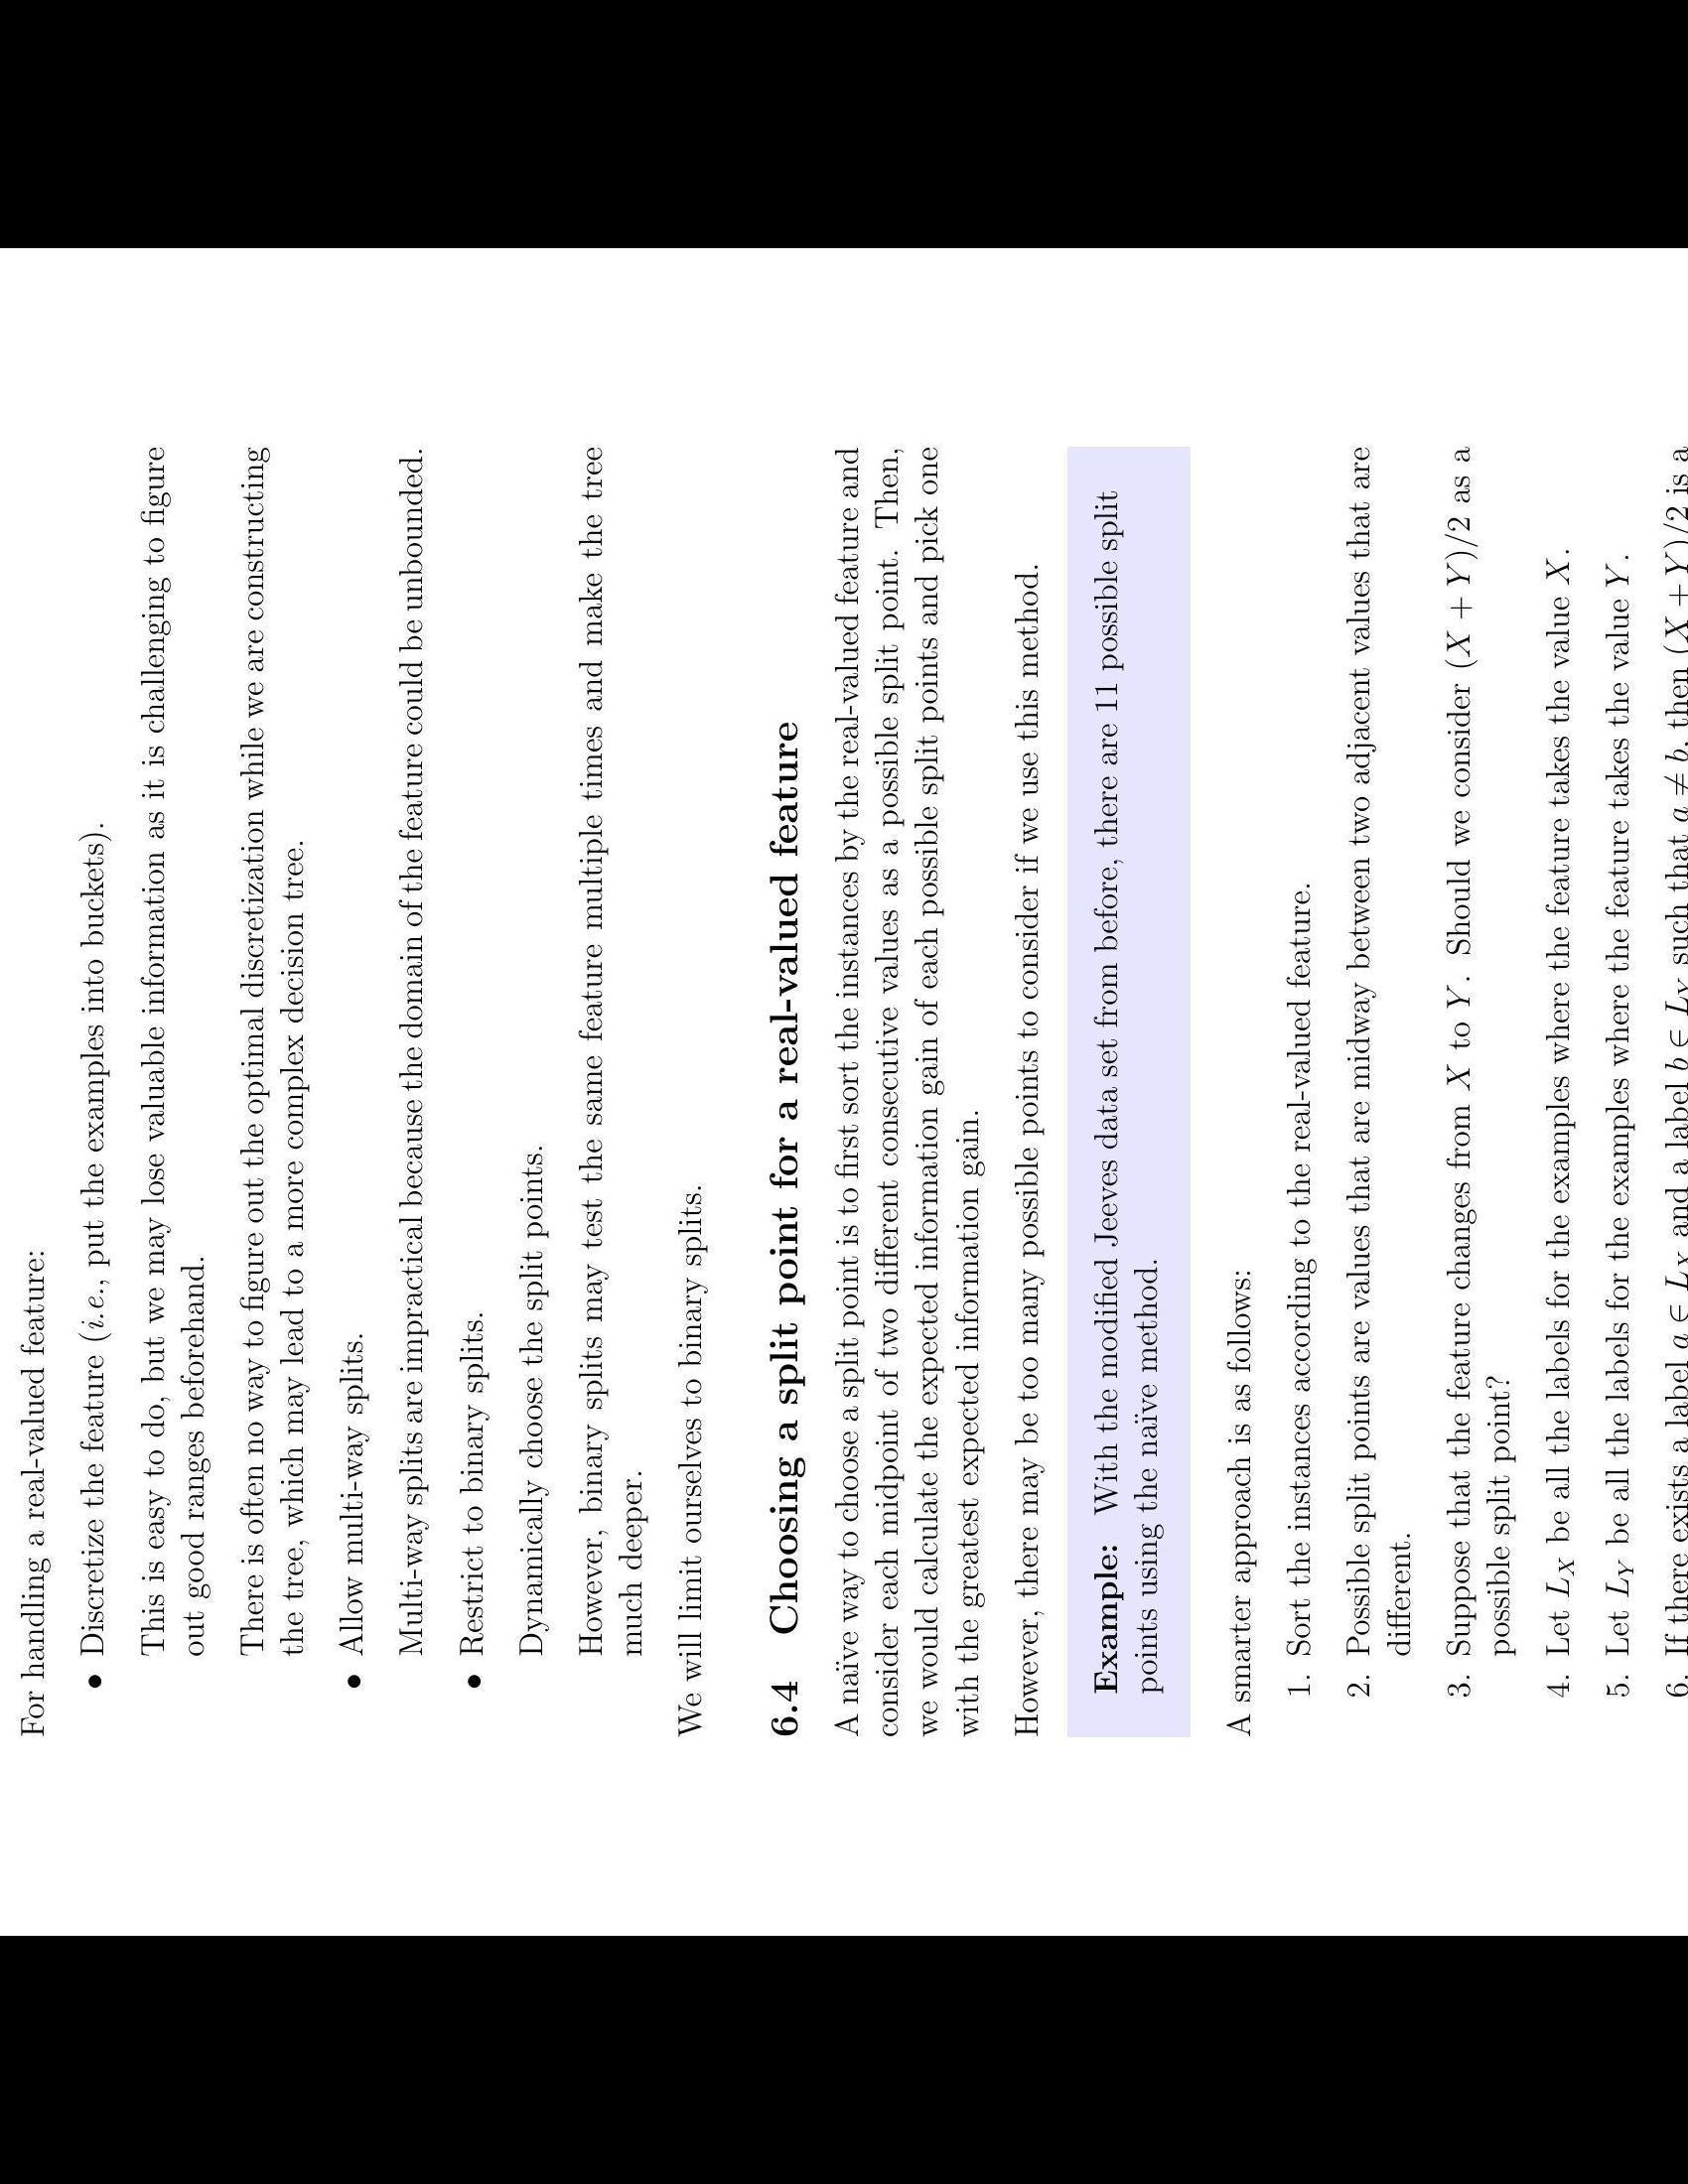 For handling a real-valued feature:
• Discretize the feature (i.e., put the examples into buckets).
This is easy to do, but we may lose valuable information as it is challenging to figure
out good ranges beforehand.
There is often no way to figure out the optimal discretization while we are constructing
the tree, which may lead to a more complex decision tree.
• Allow multi-way splits.
Multi-way splits are impractical because the domain of the feature could be unbounded.
• Restrict to binary splits.
Dynamically choose the split points.
However, binary splits may test the same feature multiple times and make the tree
much deeper.
We will limit ourselves to binary splits.
6.4 Choosing a split point for a real-valued feature
A naïve way to choose a split point is to first sort the instances by the real-valued feature and
consider each midpoint of two different consecutive values as a possible split point. Then,
we would calculate the expected information gain of each possible split points and pick one
with the greatest expected information gain.
However, there may be too many possible points to consider if we use this method.
Example: With the modified Jeeves data set from before, there are 11 possible split
points using the naïve method.
A smarter approach is as follows:
1. Sort the instances according to the real-valued feature.
2. Possible split points are values that are midway between two adjacent values that are
different.
3. Suppose that the feature changes from X to Y. Should we consider (X + Y)/2 as a
possible split point?
4. Let L_X be all the labels for the examples where the feature takes the value X.
5. Let L_Y be all the labels for the examples where the feature takes the value Y.
6. If there exists a label a ∈ L_X and a label b ∈ L_Y such that a ≠ b, then (X + Y)/2 is a